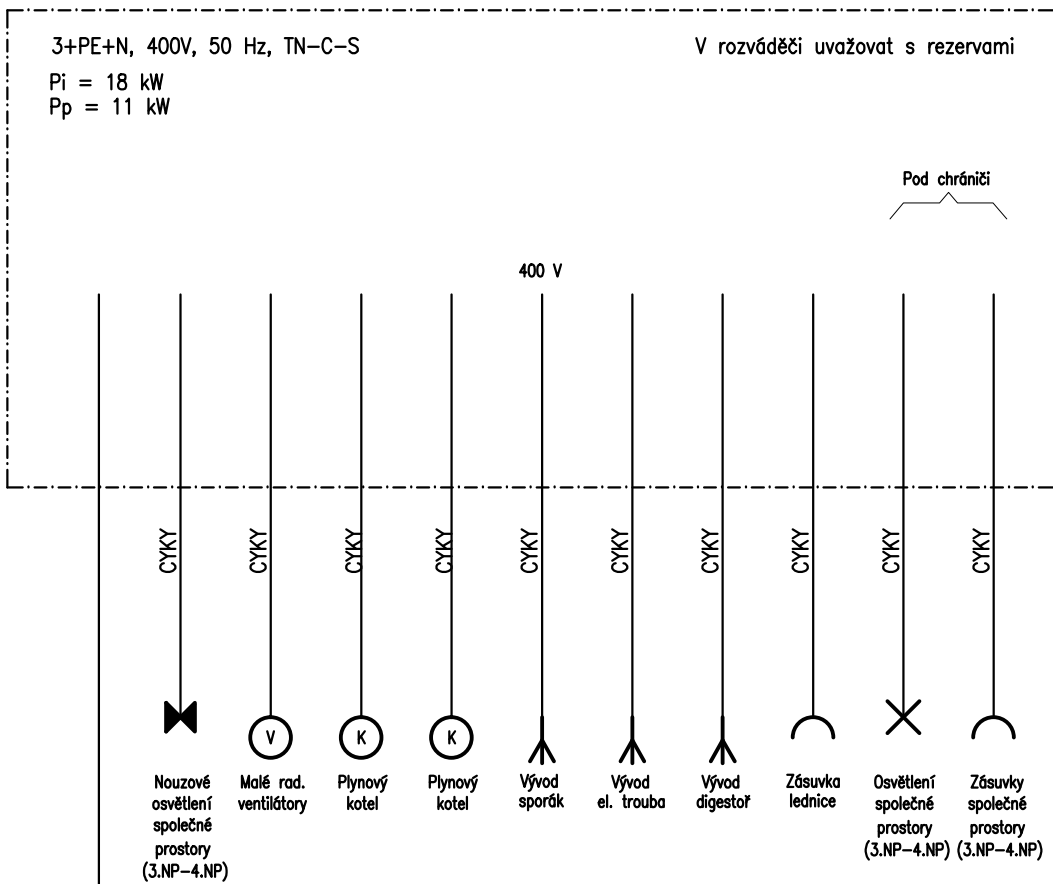 3+PE+N, 400V, 50 Hz, TN-C-S
V rozváděči uvažovat s rezervami
Pi = 18 kW
Pp = 11 kW
Pod chrániči
400 V
CYKY
CYKY
CYKY
CYKY
CYKY
CYKY
CYKY
CYKY
CYKY
CYKY
V
K
K
Nouzové
osvětlení
společné
prostory
(3.NP-4.NP)
Malé rad.
ventilátory
Plynový
kotel
Plynový
kotel
Vývod
sporák
Vývod
el. trouba
Vývod
digestoř
Zásuvka
lednice
Osvětlení
společné
prostory
(3.NP-4.NP)
Zásuvky
společné
prostory
(3.NP-4.NP)